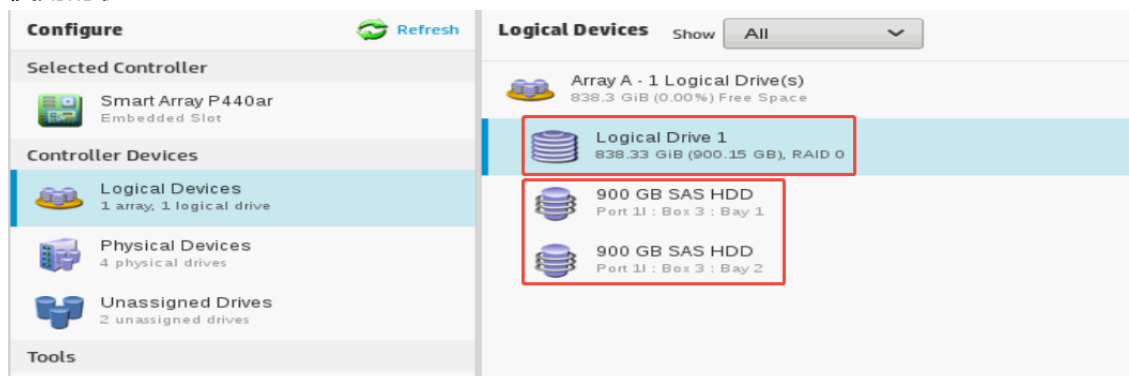 Configure
Refresh
Selected Controller
Smart Array P440ar
Embedded Slot
Controller Devices
Logical Devices
1 array, 1 logical drive
Physical Devices
4 physical drives
Unassigned Drives
2 unassigned drives
Tools
Logical Devices Show All
Array A - 1 Logical Drive(s)
838.3 GiB (0.00%) Free Space
Logical Drive 1
838.33 GiB (900.15 GB), RAID 0
900 GB SAS HDD
Port 1I : Box 3 : Bay 1
900 GB SAS HDD
Port 1I : Box 3 : Bay 2